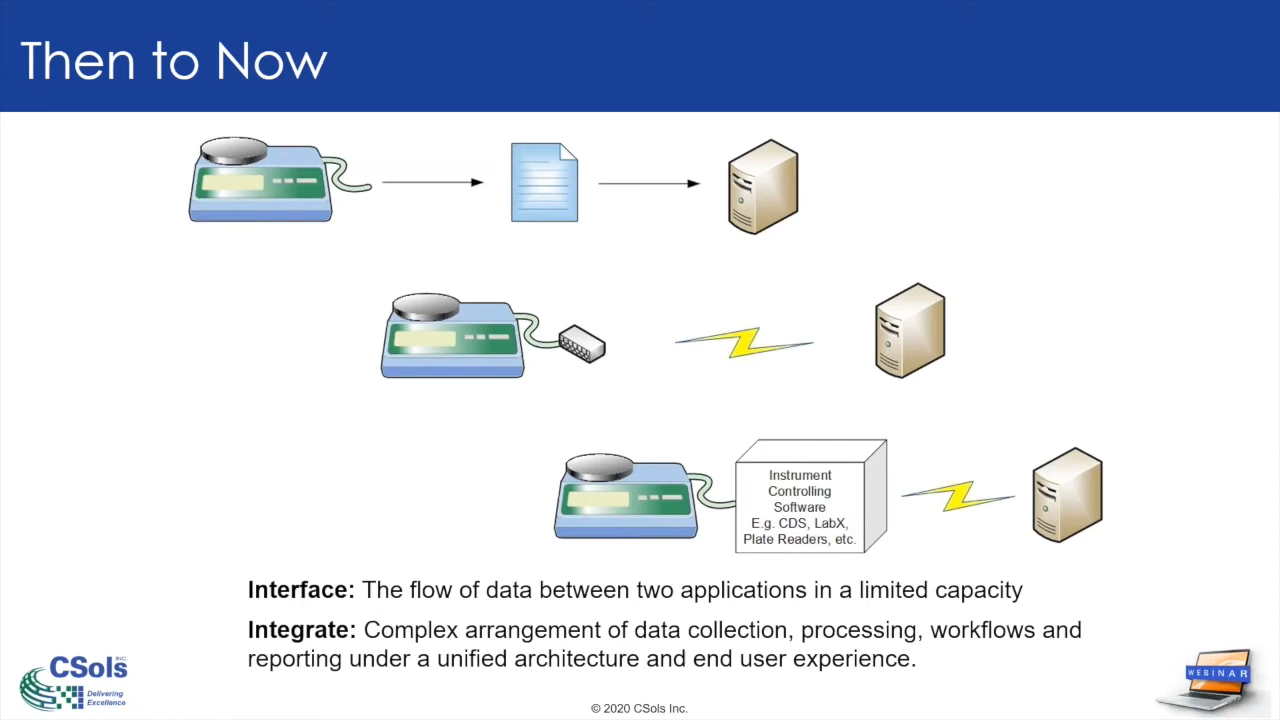 Then to Now
Instrument
Controlling
Software
E.g. CDS, LabX,
Plate Readers, etc.
Interface: The flow of data between two applications in a limited capacity
Integrate: Complex arrangement of data collection, processing, workflows and
reporting under a unified architecture and end user experience.
CSols INC.
Delivering
Excellence
© 2020 CSols Inc.
WEBINAR